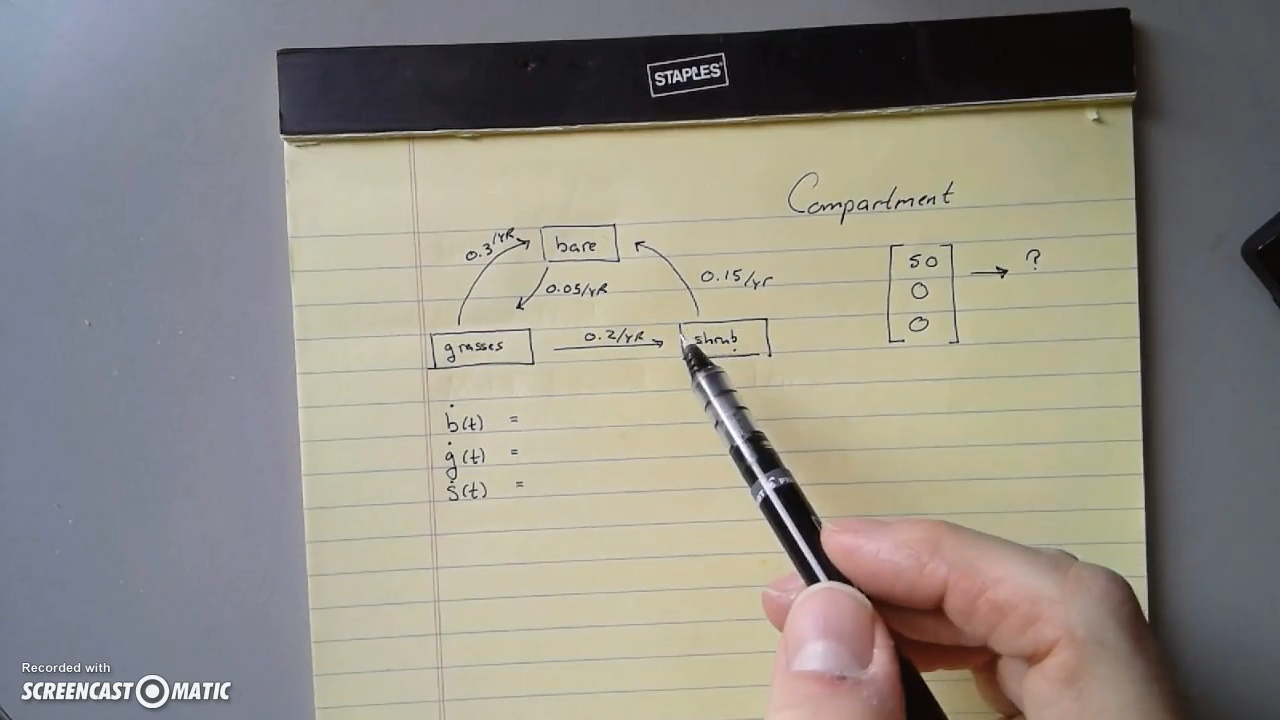 STAPLES
Compartment
0.3/YR
bare
0.05/YR
0.15/yr
grasses
0.2/YR
shrub
50
0
0
→ ?
ḃ(t) =
ġ(t) =
ṡ(t) =
Recorded with
SCREENCAST-O-MATIC